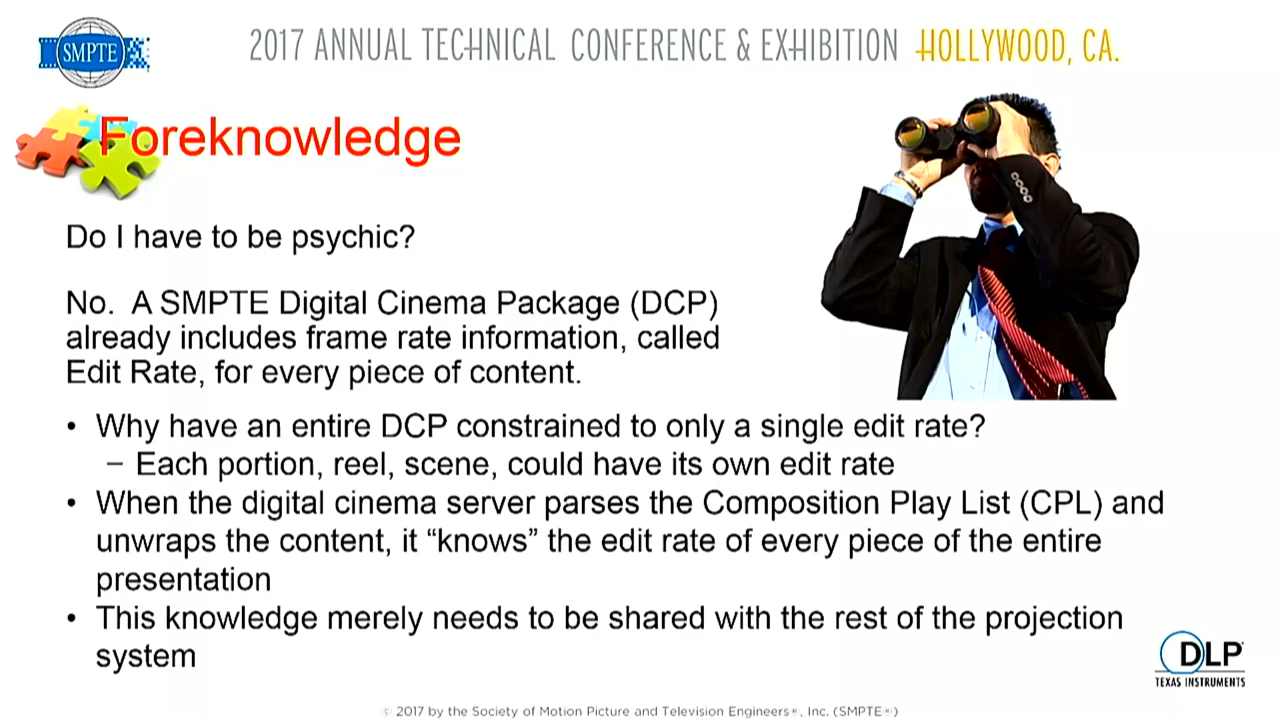 SMPTE
2017 ANNUAL TECHNICAL CONFERENCE & EXHIBITION HOLLYWOOD, CA.
Foreknowledge
Do I have to be psychic?
No. A SMPTE Digital Cinema Package (DCP)
already includes frame rate information, called
Edit Rate, for every piece of content.
• Why have an entire DCP constrained to only a single edit rate?
– Each portion, reel, scene, could have its own edit rate
• When the digital cinema server parses the Composition Play List (CPL) and
unwraps the content, it “knows” the edit rate of every piece of the entire
presentation
• This knowledge merely needs to be shared with the rest of the projection
system
DLP
TEXAS INSTRUMENTS
© 2017 by the Society of Motion Picture and Television Engineers®, Inc. (SMPTE®)